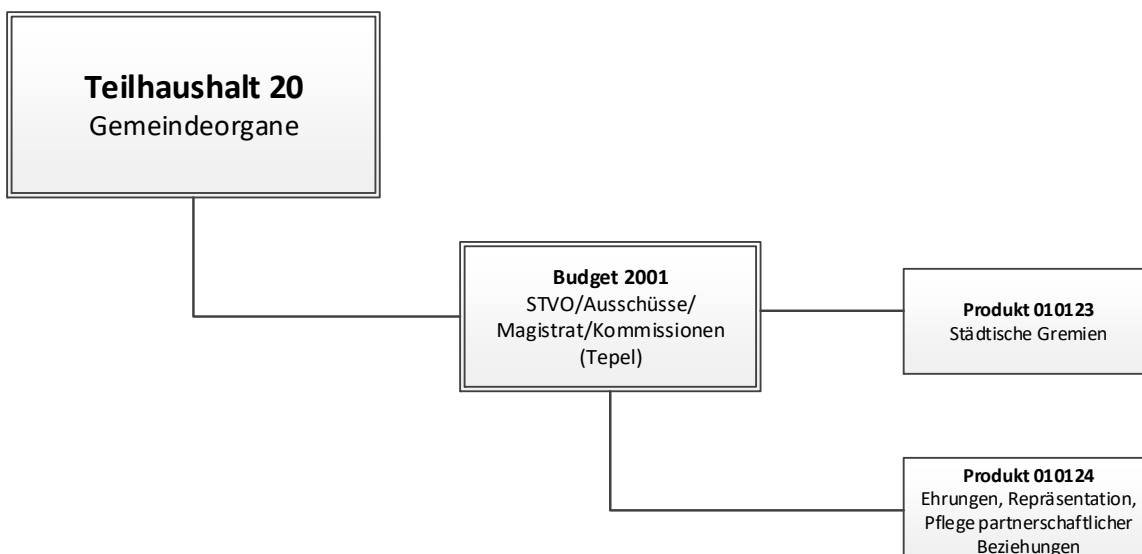 Teilhaushalt 20
Gemeindeorgane
Budget 2001
STVO/Ausschüsse/
Magistrat/Kommissionen
(Tepel)
Produkt 010123
Städtische Gremien
Produkt 010124
Ehrungen, Repräsentation,
Pflege partnerschaftlicher
Beziehungen